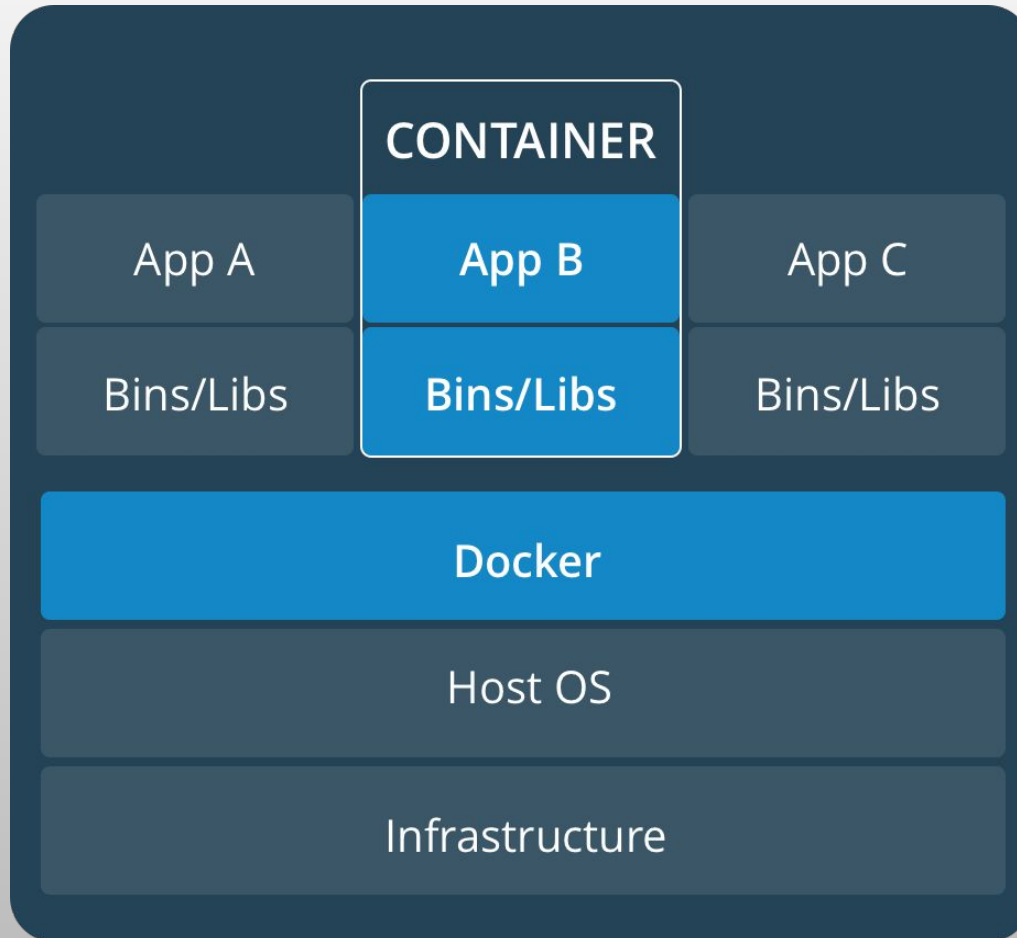 CONTAINER
App A
App B
App C
Bins/Libs
Bins/Libs
Bins/Libs
Docker
Host OS
Infrastructure